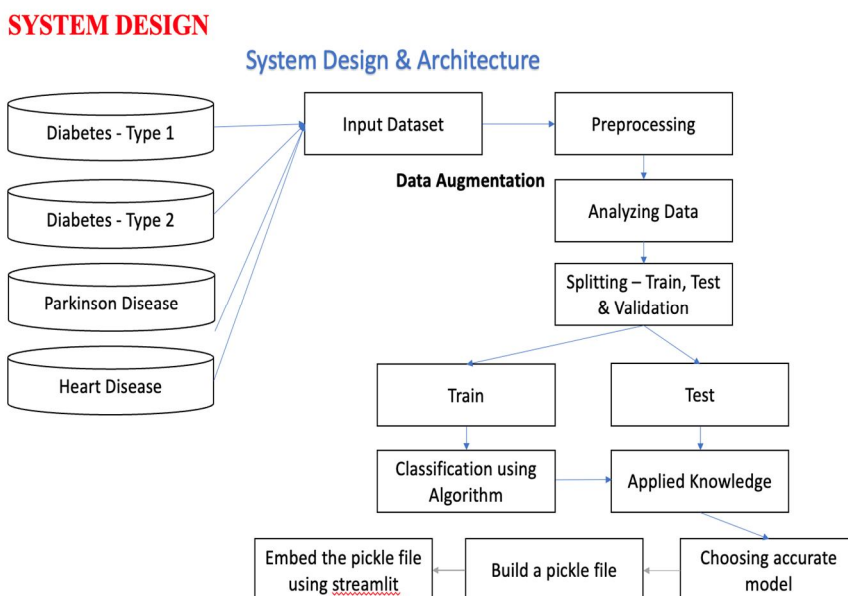 SYSTEM DESIGN
System Design & Architecture
Diabetes - Type 1
Input Dataset
Preprocessing
Data Augmentation
Diabetes - Type 2
Analyzing Data
Parkinson Disease
Splitting – Train, Test
& Validation
Heart Disease
Train
Test
Classification using
Algorithm
Applied Knowledge
Embed the pickle file
using streamlit
Build a pickle file
Choosing accurate
model